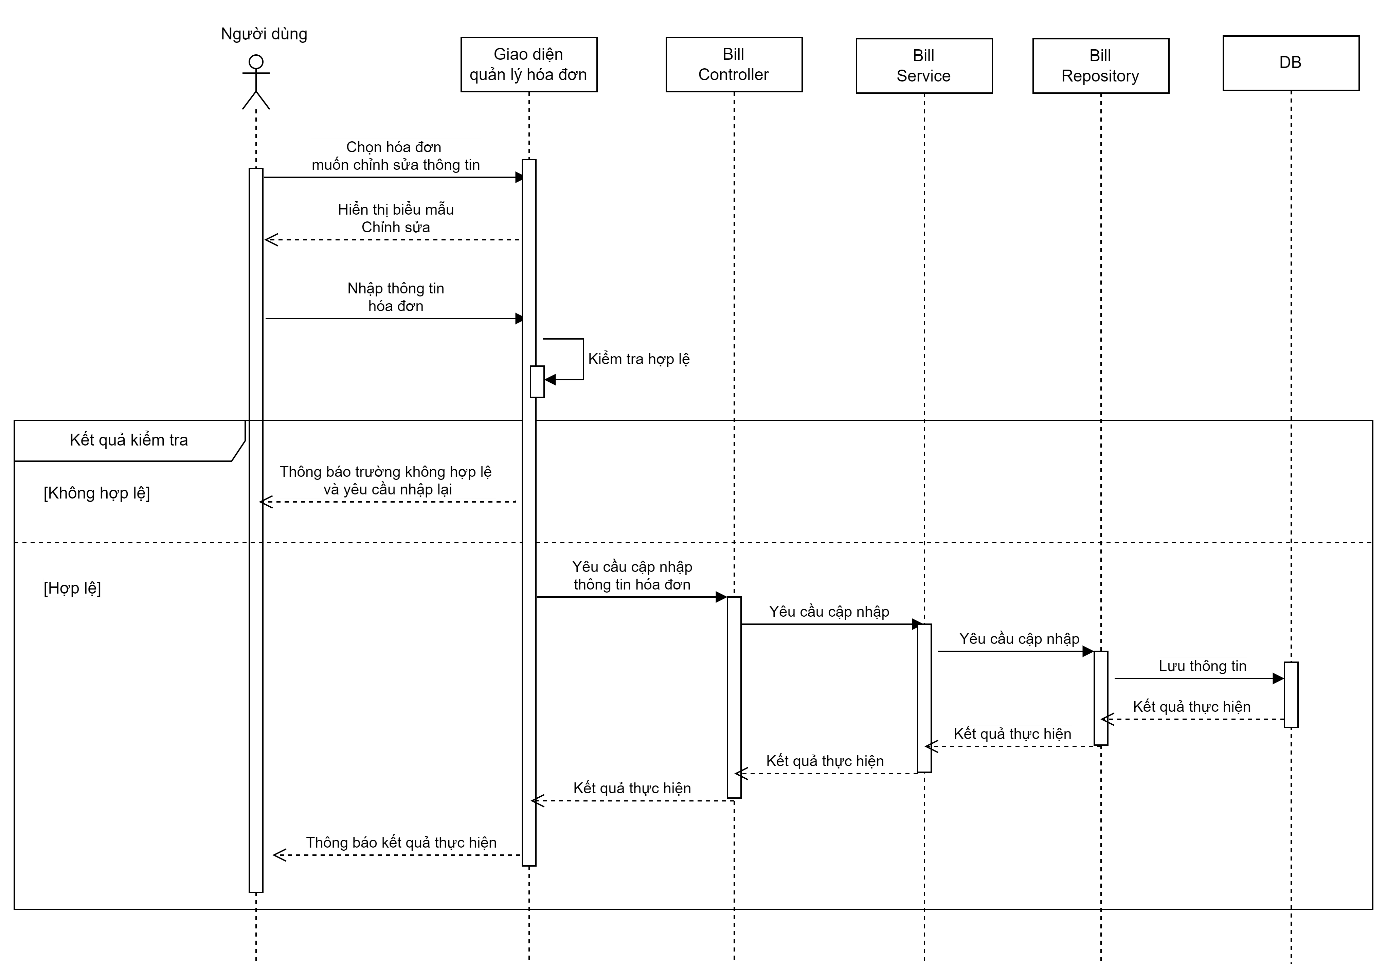 Người dùng
Giao diện
quản lý hóa đơn
Bill
Controller
Bill
Service
Bill
Repository
DB
Chọn hóa đơn
muốn chỉnh sửa thông tin
Hiển thị biểu mẫu
Chỉnh sửa
Nhập thông tin
hóa đơn
Kiểm tra hợp lệ
Kết quả kiểm tra
Thông báo trường không hợp lệ
và yêu cầu nhập lại
[Không hợp lệ]
[Hợp lệ]
Yêu cầu cập nhập
thông tin hóa đơn
Yêu cầu cập nhập
Yêu cầu cập nhập
Lưu thông tin
Kết quả thực hiện
Kết quả thực hiện
Kết quả thực hiện
Kết quả thực hiện
Thông báo kết quả thực hiện